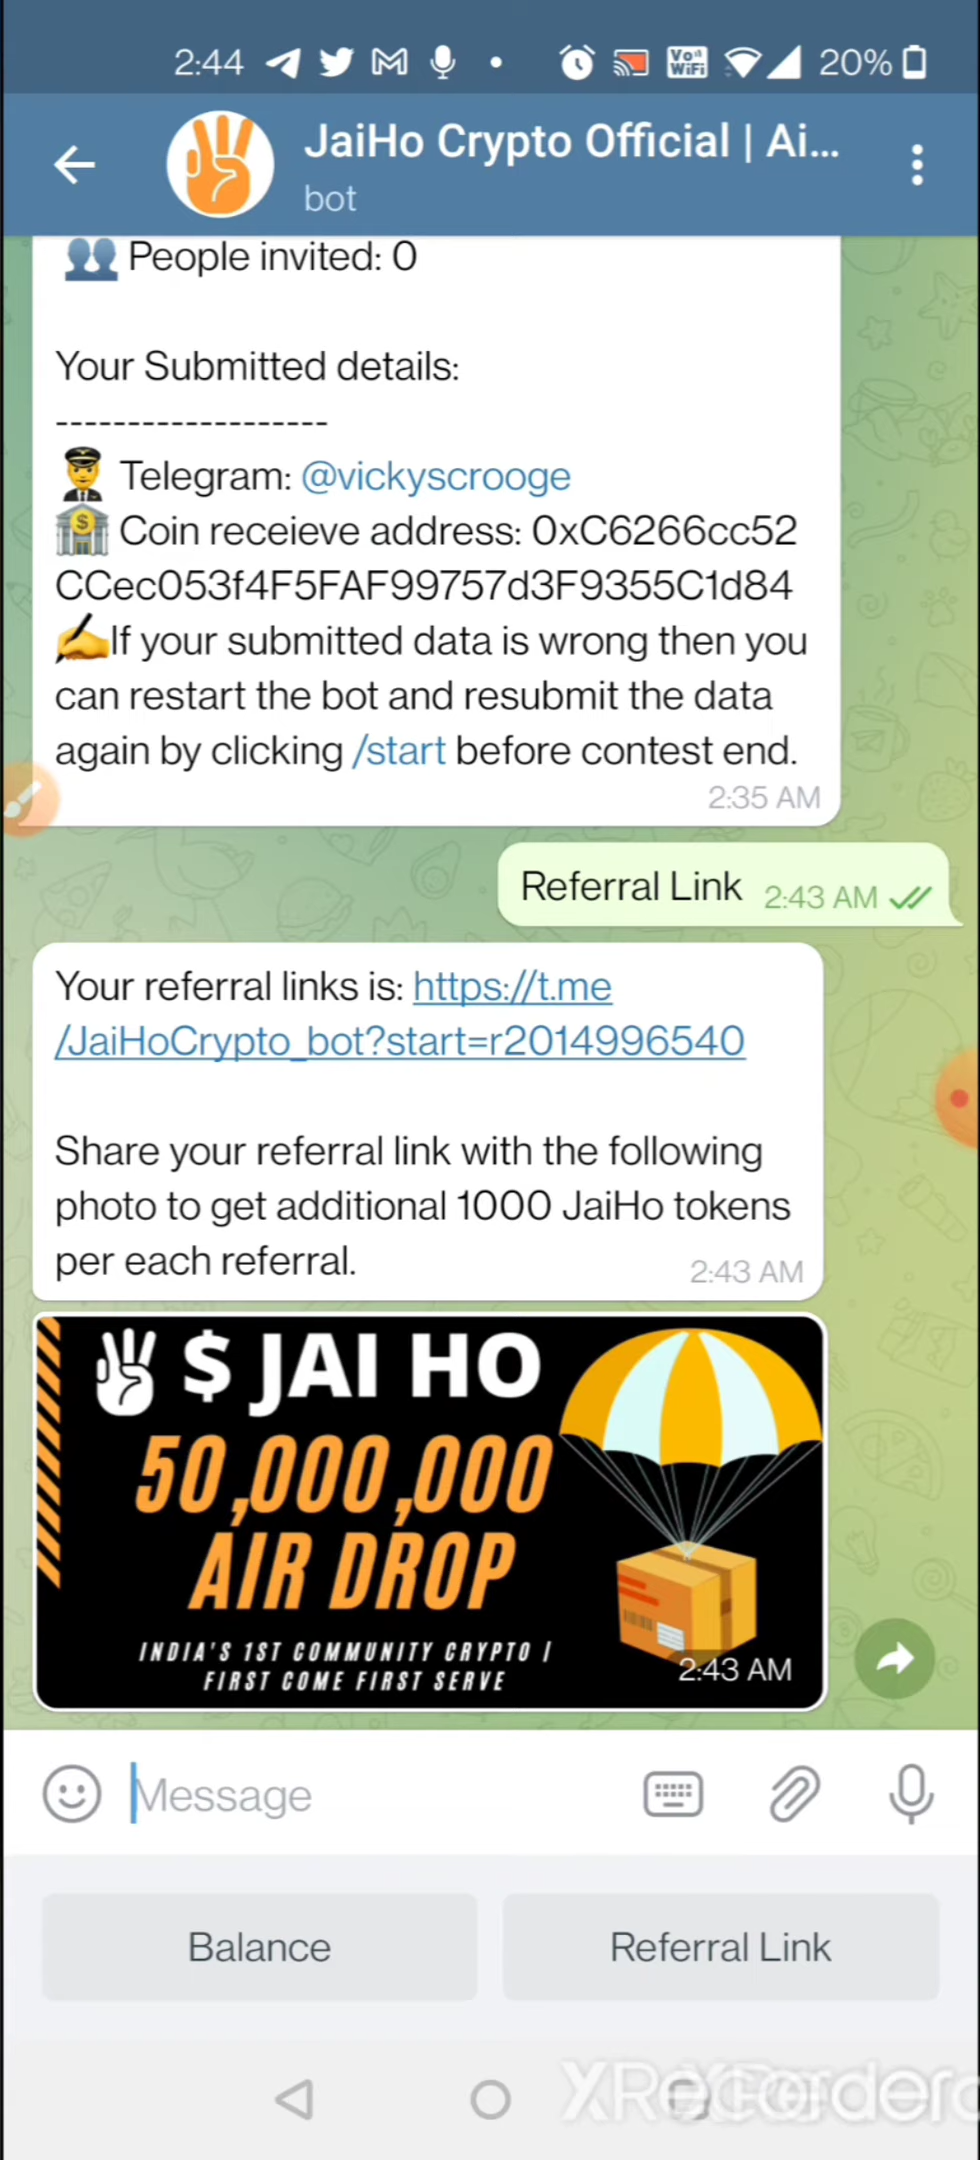 2:44 Vo WiFi 20%
JaiHo Crypto Official | Ai...
bot
People invited: 0
Your Submitted details:
-------------------
Telegram: @vickyscrooge
Coin receieve address: 0xC6266cc52
CCec053f4F5FAF99757d3F9355C1d84
If your submitted data is wrong then you
can restart the bot and resubmit the data
again by clicking /start before contest end.
2:35 AM
Referral Link 2:43 AM
Your referral links is: https://t.me
/JaiHoCrypto_bot?start=r2014996540
Share your referral link with the following
photo to get additional 1000 JaiHo tokens
per each referral. 2:43 AM
$ JAI HO
50,000,000
AIR DROP
INDIA'S 1ST COMMUNITY CRYPTO |
FIRST COME FIRST SERVE
2:43 AM
Message
Balance Referral Link